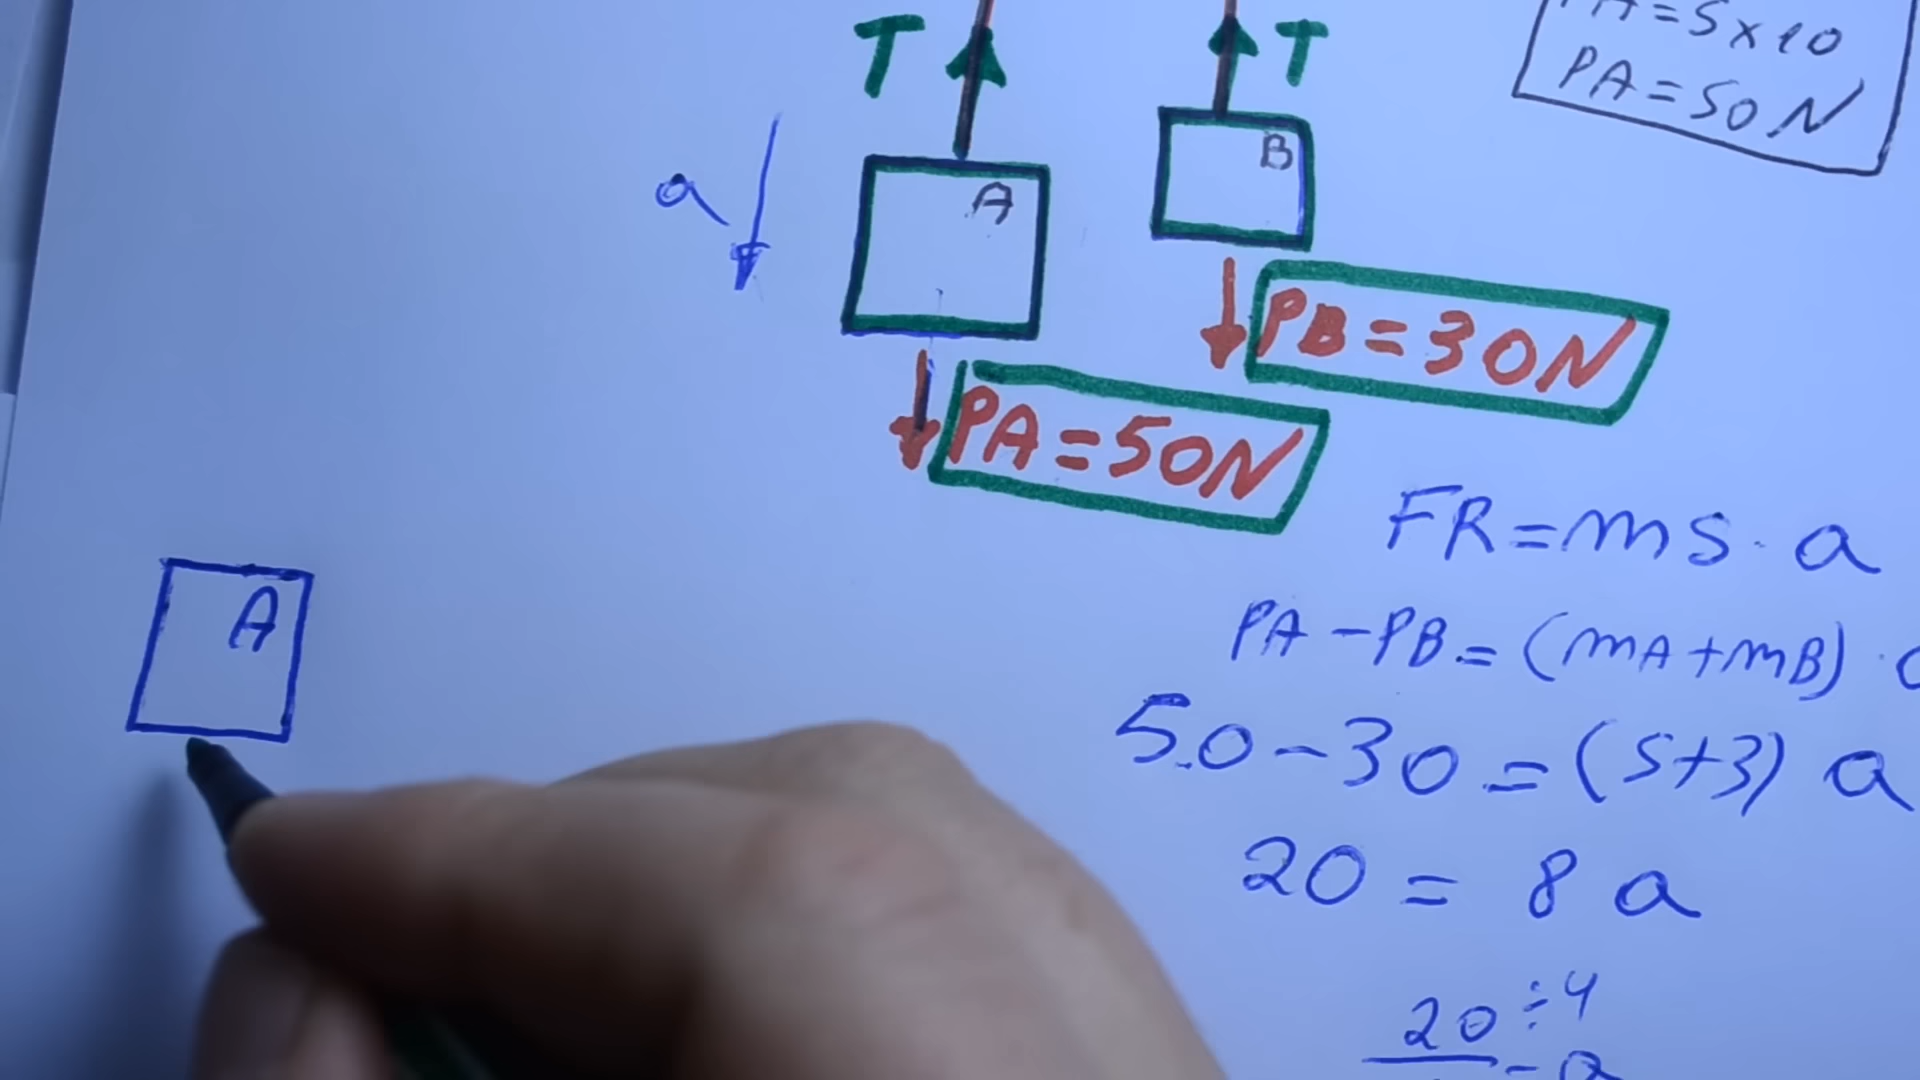 T
T
PA=5x10
PA=50N
B
a
A
PB=30N
PA=50N
FR=ms.a
A
PA-PB=(mA+mB).
50-30=(5+3)a
20=8a
20÷4
=a